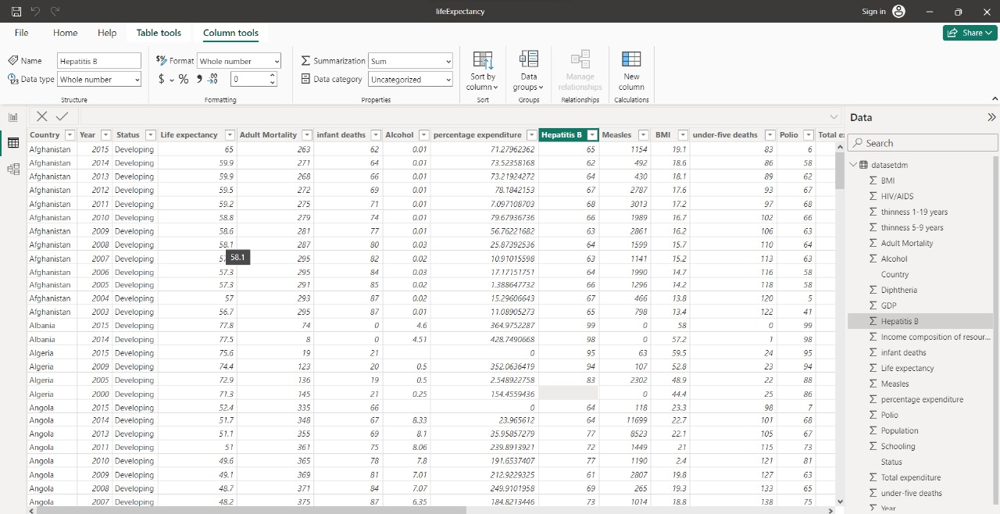 lifeExpectancy
Sign in
File Home Help Table tools Column tools
Share
Name Hepatitis B
Format Whole number
Summarization Sum
Data type Whole number
$ % 0
Data category Uncategorized
Sort by column
Data groups
Manage relationships
New column
Structure Formatting Properties Sort Groups Relationships Calculations
Country Year Status Life expectancy Adult Mortality infant deaths Alcohol percentage expenditure Hepatitis B Measles BMI under-five deaths Polio
Afghanistan 2015 Developing 65 263 62 0.01 71.27962362 65 1154 19.1 83 6
Afghanistan 2014 Developing 59.9 271 64 0.01 73.52358168 62 492 18.6 86 58
Afghanistan 2013 Developing 59.9 268 66 0.01 73.21924272 64 430 18.1 89 62
Afghanistan 2012 Developing 59.5 272 69 0.01 78.1842153 67 2787 17.6 93 67
Afghanistan 2011 Developing 59.2 275 71 0.01 7.097108703 68 3013 17.2 97 68
Afghanistan 2010 Developing 58.8 279 74 0.01 79.67936736 66 1989 16.7 102 66
Afghanistan 2009 Developing 58.6 281 77 0.01 56.76221682 63 2861 16.2 106 63
Afghanistan 2008 Developing 58.1 287 80 0.03 25.87392536 64 1599 15.7 110 64
Afghanistan 2007 Developing 295 82 0.02 10.91015598 63 1141 15.2 113 63
58.1
Afghanistan 2006 Developing 57.3 295 84 0.03 17.17151751 64 1990 14.7 116 58
Afghanistan 2005 Developing 57.3 291 85 0.02 1.388647732 66 1296 14.2 118 58
Afghanistan 2004 Developing 57 293 87 0.02 15.29606643 67 466 13.8 120 5
Afghanistan 2003 Developing 56.7 295 87 0.01 11.08905273 65 798 13.4 122 41
Albania 2015 Developing 77.8 74 0 4.6 364.9752287 99 0 58 0 99
Albania 2014 Developing 77.5 8 0 4.51 428.7490668 98 0 57.2 1 98
Algeria 2015 Developing 75.6 19 21 0 95 63 59.5 24 95
Algeria 2009 Developing 74.4 123 20 0.5 352.0636419 94 107 52.8 23 94
Algeria 2005 Developing 72.9 136 19 0.5 2.548922758 83 2302 48.9 22 88
Algeria 2000 Developing 71.3 145 21 0.25 154.4559436 0 44.4 25 86
Angola 2015 Developing 52.4 335 66 0 64 118 23.3 98 7
Angola 2014 Developing 51.7 348 67 8.33 23.965612 64 11699 22.7 101 68
Angola 2013 Developing 51.1 355 69 8.1 35.95857279 77 8523 22.1 105 67
Angola 2011 Developing 51 361 75 8.06 239.8913921 72 1449 21 115 73
Angola 2010 Developing 49.6 365 78 7.8 191.6537407 77 1190 2.4 121 81
Angola 2009 Developing 49.1 369 81 7.01 212.9229325 61 2807 19.8 127 63
Angola 2008 Developing 48.7 371 84 7.07 249.9101958 69 265 19.3 133 65
Angola 2007 Developing 48.2 375 87 6.35 184.8213446 73 1014 18.8 138 75
Data
Search
datasetdm
BMI
HIV/AIDS
thinness 1-19 years
thinness 5-9 years
Adult Mortality
Alcohol
Country
Diphtheria
GDP
Hepatitis B
Income composition of resour...
infant deaths
Life expectancy
Measles
percentage expenditure
Polio
Population
Schooling
Status
Total expenditure
under-five deaths
Year